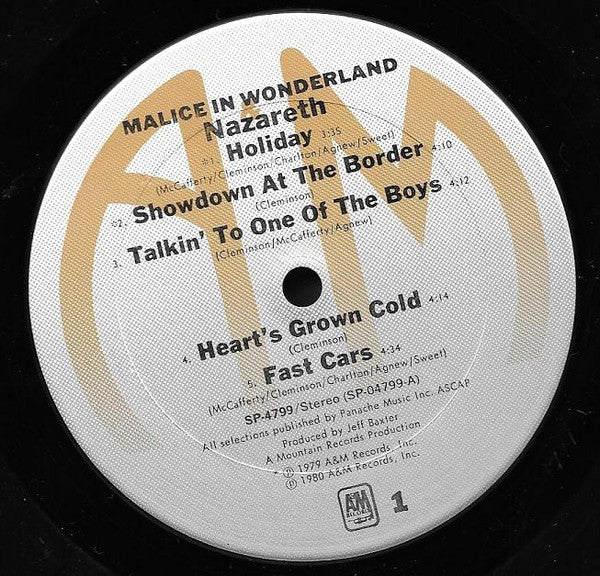 MALICE IN WONDERLAND
Nazareth
*1. Holiday 3:35
(McCafferty/Cleminson/Charlton/Agnew/Sweet)
*2. Showdown At The Border 4:10
(Cleminson)
3. Talkin' To One Of The Boys 4:12
(Cleminson/McCafferty/Agnew)
4. Heart's Grown Cold 4:14
(Cleminson)
5. Fast Cars 4:34
(McCafferty/Cleminson/Charlton/Agnew/Sweet)
SP-4799/Stereo (SP-04799-A)
All selections published by Panache Music Inc. ASCAP
Produced by Jeff Baxter
A Mountain Records Production
* ℗ 1979 A&M Records, Inc.
℗ 1980 A&M Records, Inc.
A&M
RECORDS
1